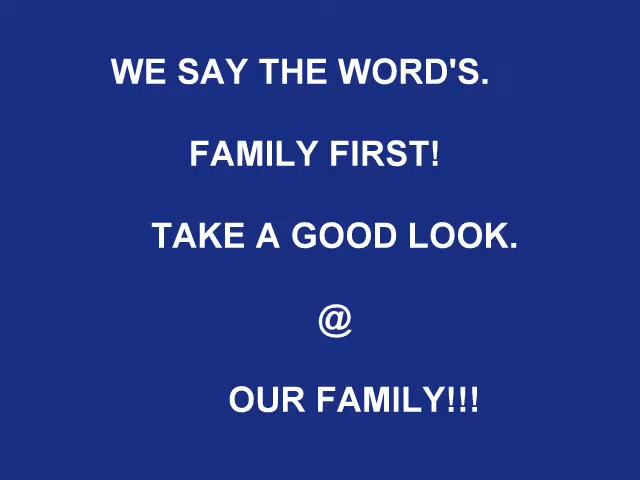 WE SAY THE WORD'S.
FAMILY FIRST!
TAKE A GOOD LOOK.
@
OUR FAMILY!!!